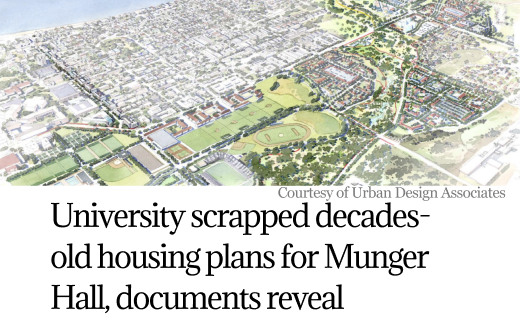 Courtesy of Urban Design Associates
University scrapped decades-
old housing plans for Munger
Hall, documents reveal